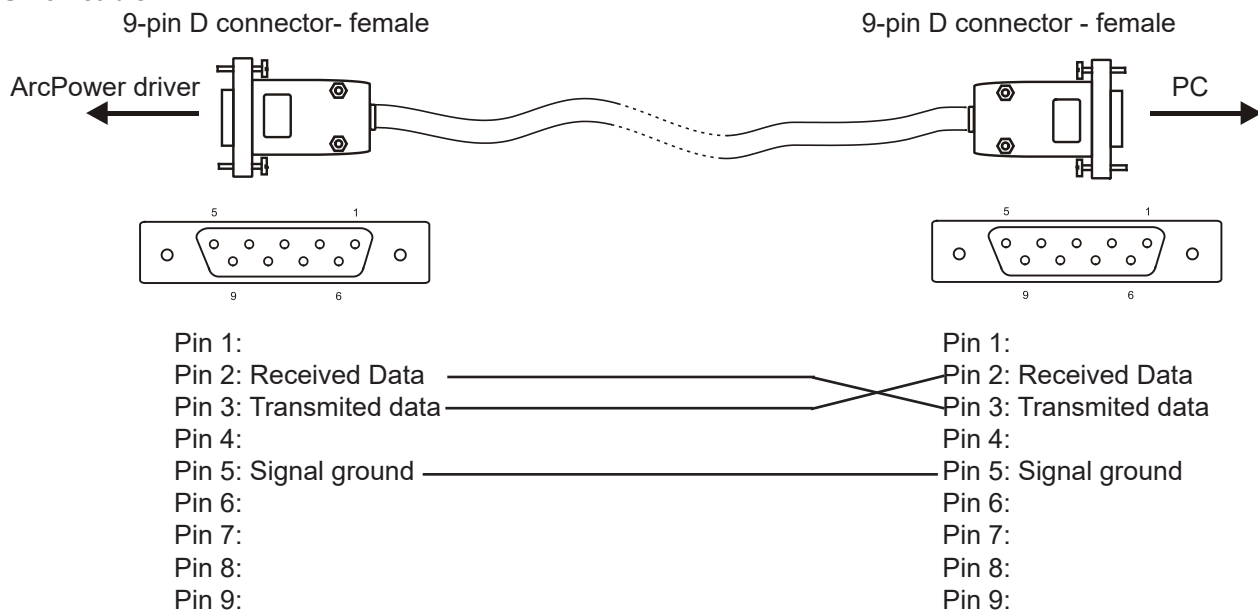 9-pin D connector- female
9-pin D connector - female
ArcPower driver
PC
5 1
5 1
9 6
9 6
Pin 1:
Pin 2: Received Data
Pin 3: Transmited data
Pin 4:
Pin 5: Signal ground
Pin 6:
Pin 7:
Pin 8:
Pin 9:
Pin 1:
Pin 2: Received Data
Pin 3: Transmited data
Pin 4:
Pin 5: Signal ground
Pin 6:
Pin 7:
Pin 8:
Pin 9: